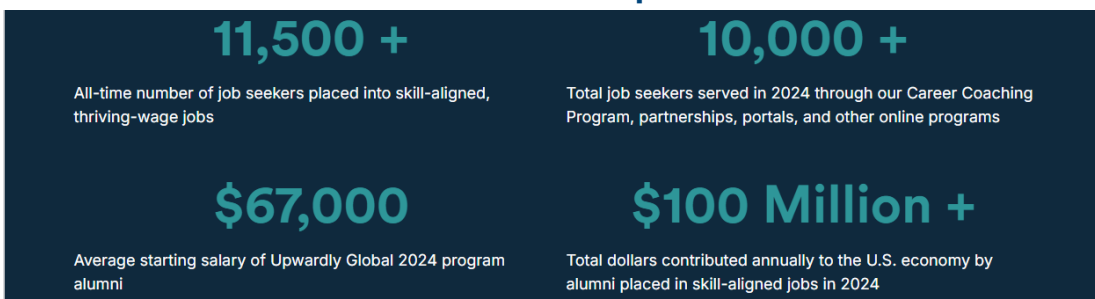 11,500 +
All-time number of job seekers placed into skill-aligned,
thriving-wage jobs
10,000 +
Total job seekers served in 2024 through our Career Coaching
Program, partnerships, portals, and other online programs
$67,000
Average starting salary of Upwardly Global 2024 program
alumni
$100 Million +
Total dollars contributed annually to the U.S. economy by
alumni placed in skill-aligned jobs in 2024